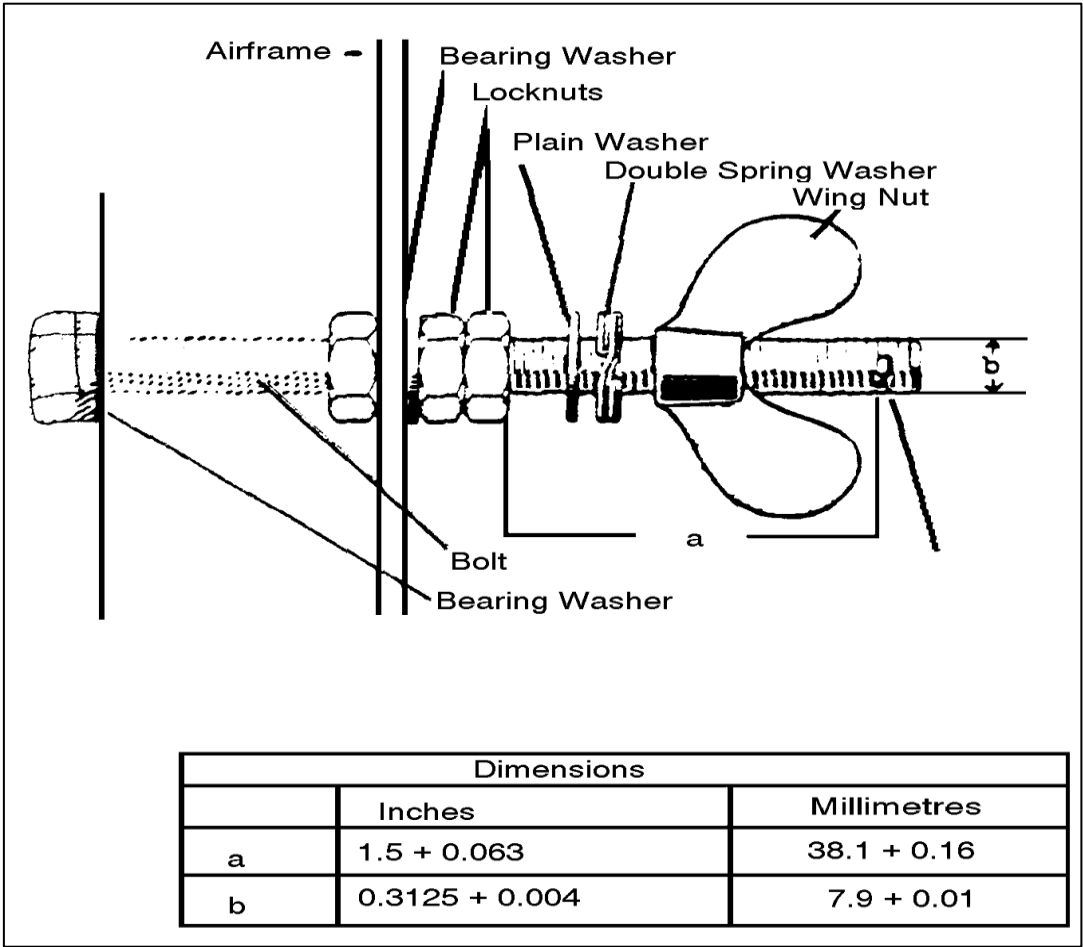 Airframe -
Bearing Washer
Locknuts
Plain Washer
Double Spring Washer
Wing Nut
a
Bolt
Bearing Washer
Dimensions
Inches Millimetres
a 1.5 + 0.063 38.1 + 0.16
b 0.3125 + 0.004 7.9 + 0.01